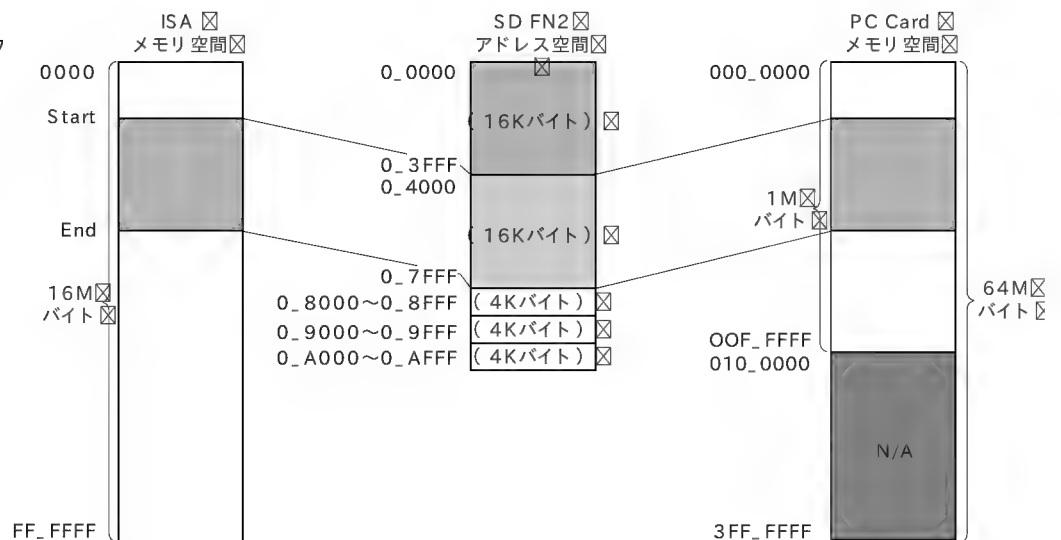 ISA
メモリ空間
0000
Start
End
16M
バイト
FF_FFFF
SD FN2
アドレス空間
0_0000
(16Kバイト)
0_3FFF
0_4000
(16Kバイト)
0_7FFF
0_8000～0_8FFF (4Kバイト)
0_9000～0_9FFF (4Kバイト)
0_A000～0_AFFF (4Kバイト)
PC Card
メモリ空間
000_0000
1M
バイト
OOF_FFFF
010_0000
N/A
3FF_FFFF
64M
バイト